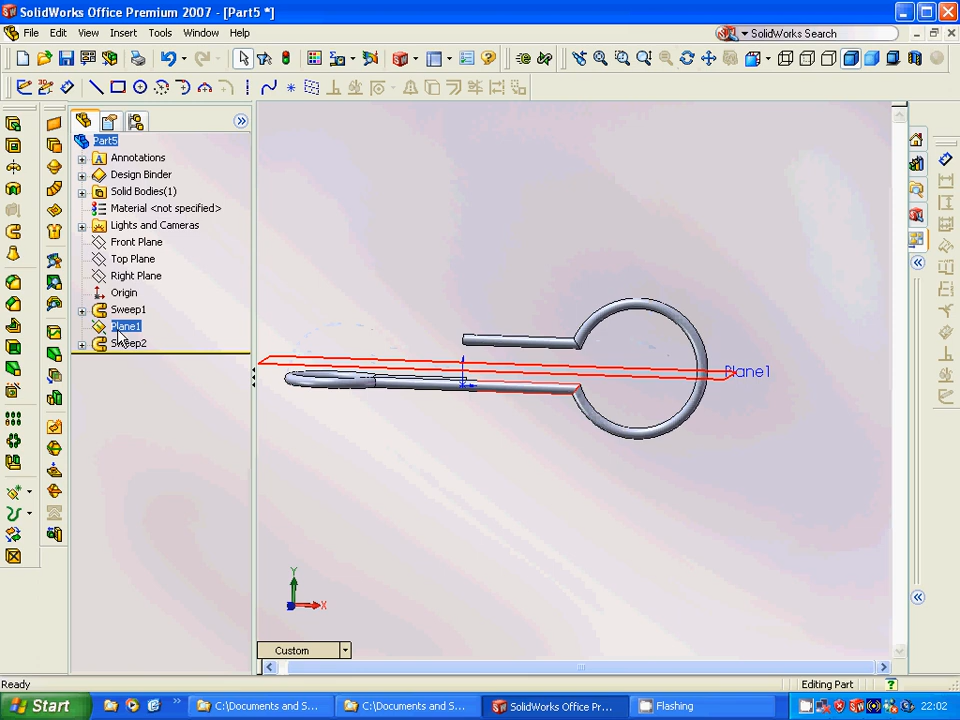 SolidWorks Office Premium 2007 - [Part5 *]
File Edit View Insert Tools Window Help
SolidWorks Search
Part5
Annotations
Design Binder
Solid Bodies(1)
Material <not specified>
Lights and Cameras
Front Plane
Top Plane
Right Plane
Origin
Sweep1
Plane1
Sweep2
Plane1
Y
X
Custom
Ready
Editing Part
Start
C:\Documents and S...
C:\Documents and S...
SolidWorks Office Pr...
Flashing
22:02